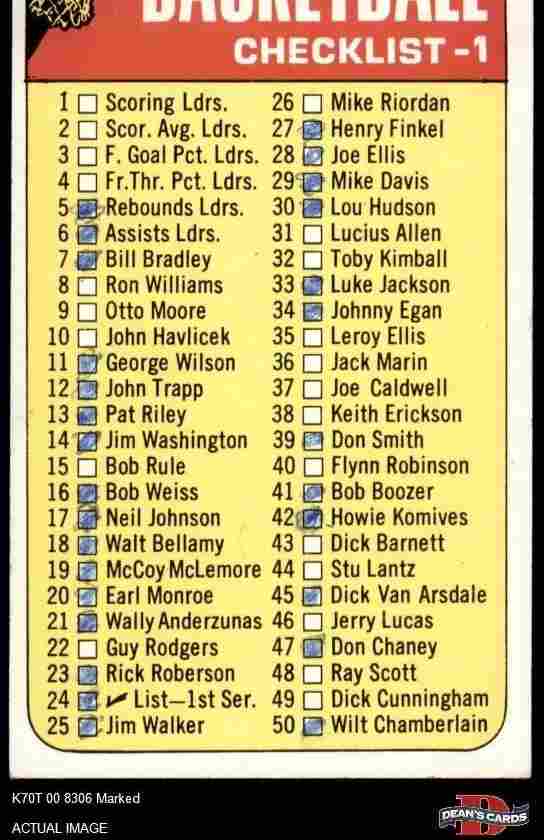 BASKETBALL
CHECKLIST -1
1 Scoring Ldrs.
2 Scor. Avg. Ldrs.
3 F. Goal Pct. Ldrs.
4 Fr.Thr. Pct. Ldrs.
5 Rebounds Ldrs.
6 Assists Ldrs.
7 Bill Bradley
8 Ron Williams
9 Otto Moore
10 John Havlicek
11 George Wilson
12 John Trapp
13 Pat Riley
14 Jim Washington
15 Bob Rule
16 Bob Weiss
17 Neil Johnson
18 Walt Bellamy
19 McCoy McLemore
20 Earl Monroe
21 Wally Anderzunas
22 Guy Rodgers
23 Rick Roberson
24 ✓ List—1st Ser.
25 Jim Walker
26 Mike Riordan
27 Henry Finkel
28 Joe Ellis
29 Mike Davis
30 Lou Hudson
31 Lucius Allen
32 Toby Kimball
33 Luke Jackson
34 Johnny Egan
35 Leroy Ellis
36 Jack Marin
37 Joe Caldwell
38 Keith Erickson
39 Don Smith
40 Flynn Robinson
41 Bob Boozer
42 Howie Komives
43 Dick Barnett
44 Stu Lantz
45 Dick Van Arsdale
46 Jerry Lucas
47 Don Chaney
48 Ray Scott
49 Dick Cunningham
50 Wilt Chamberlain
K70T 00 8306 Marked
ACTUAL IMAGE
D
DEAN'S CARDS